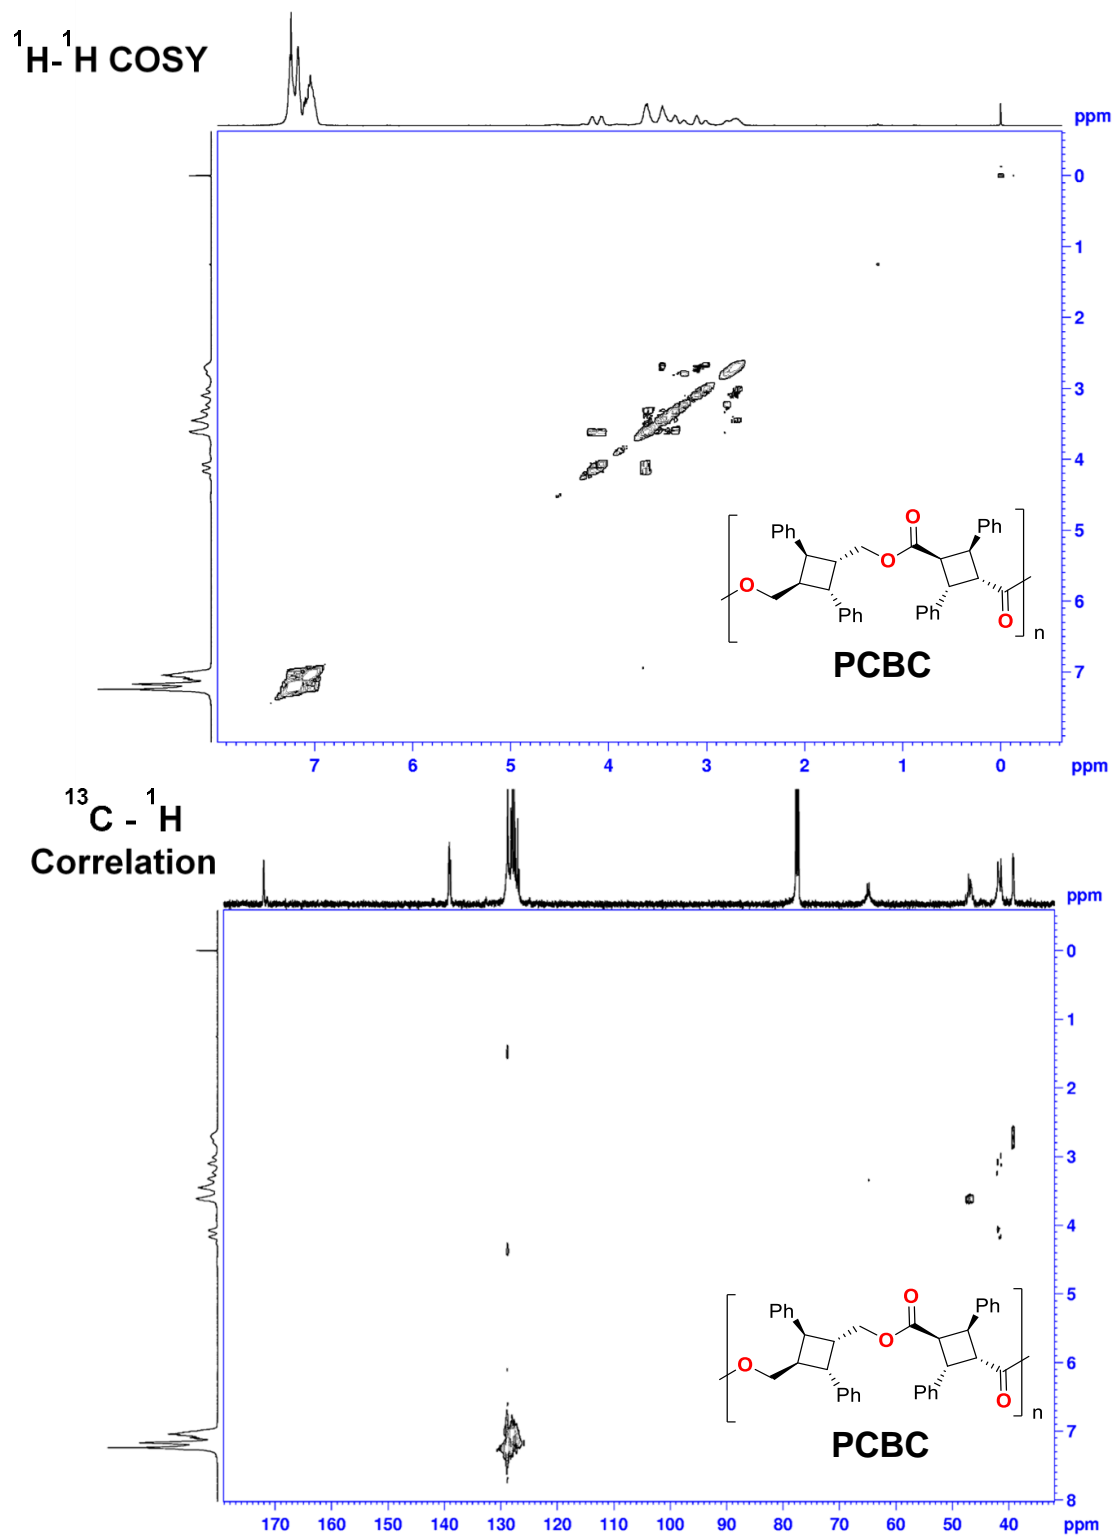 1H-1H COSY
ppm
0
1
2
3
4
5
6
7
7 6 5 4 3 2 1 0 ppm
Ph
O
Ph
O
O
Ph
Ph
O
n
PCBC
13C - 1H
Correlation
ppm
0
1
2
3
4
5
6
7
8
170 160 150 140 130 120 110 100 90 80 70 60 50 40 ppm
O
Ph
Ph
O
O
Ph
Ph
O
n
PCBC